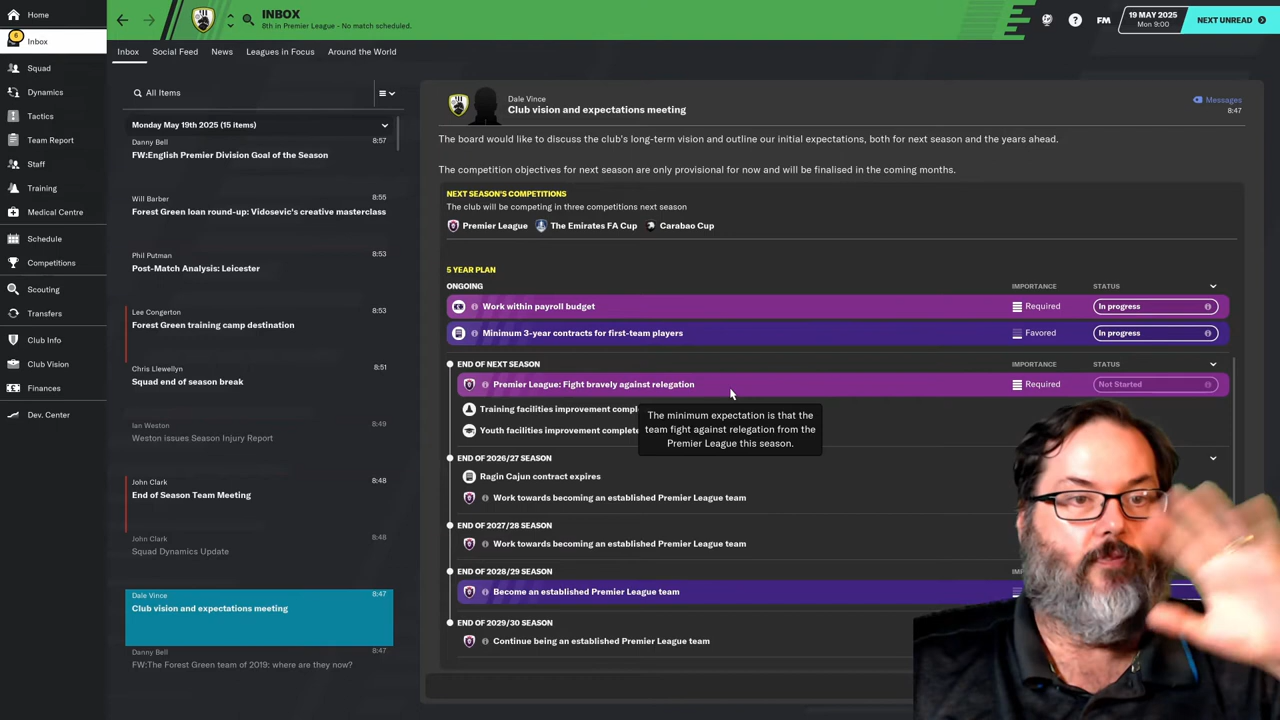 Home
6
Inbox
Squad
Dynamics
Tactics
Team Report
Staff
Training
Medical Centre
Schedule
Competitions
Scouting
Transfers
Club Info
Club Vision
Finances
Dev. Center
INBOX
8th in Premier League - No match scheduled.
?
FM
19 MAY 2025
Mon 9:00
NEXT UNREAD
Inbox
Social Feed
News
Leagues in Focus
Around the World
All Items
Monday May 19th 2025 (15 items)
Danny Bell
8:57
FW:English Premier Division Goal of the Season
Will Barber
8:55
Forest Green loan round-up: Vidosevic's creative masterclass
Phil Putman
8:53
Post-Match Analysis: Leicester
Lee Congerton
8:53
Forest Green training camp destination
Chris Llewellyn
8:51
Squad end of season break
Ian Weston
8:49
Weston issues Season Injury Report
John Clark
8:48
End of Season Team Meeting
John Clark
8:48
Squad Dynamics Update
Dale Vince
8:47
Club vision and expectations meeting
Danny Bell
8:47
FW:The Forest Green team of 2019: where are they now?
Dale Vince
Club vision and expectations meeting
Messages
8:47
The board would like to discuss the club's long-term vision and outline our initial expectations, both for next season and the years ahead.
The competition objectives for next season are only provisional for now and will be finalised in the coming months.
NEXT SEASON'S COMPETITIONS
The club will be competing in three competitions next season
Premier League
The Emirates FA Cup
Carabao Cup
5 YEAR PLAN
ONGOING
IMPORTANCE
STATUS
Work within payroll budget
Required
In progress
Minimum 3-year contracts for first-team players
Favored
In progress
END OF NEXT SEASON
IMPORTANCE
STATUS
Premier League: Fight bravely against relegation
Required
Not Started
Training facilities improvement
Youth facilities improvement
The minimum expectation is that the
team fight against relegation from the
Premier League this season.
END OF 2026/27 SEASON
Ragin Cajun contract expires
Work towards becoming an established Premier League team
END OF 2027/28 SEASON
Work towards becoming an established Premier League team
END OF 2028/29 SEASON
Become an established Premier League team
END OF 2029/30 SEASON
Continue being an established Premier League team